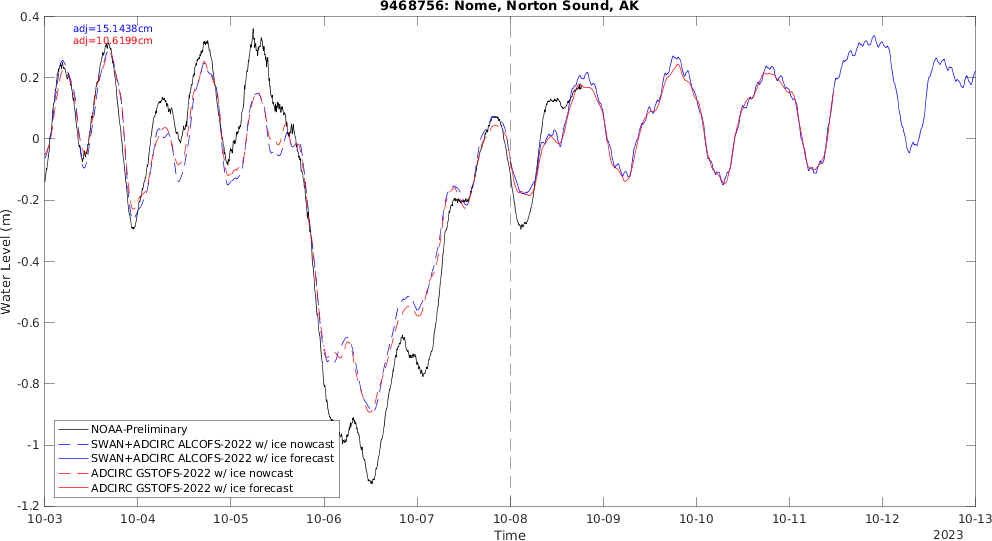 9468756: Nome, Norton Sound, AK
adj=15.1438cm
adj=10.6199cm
0.4
0.2
0
-0.2
-0.4
-0.6
-0.8
-1
-1.2
Water Level (m)
NOAA-Preliminary
SWAN+ADCIRC ALCOFS-2022 w/ ice nowcast
SWAN+ADCIRC ALCOFS-2022 w/ ice forecast
ADCIRC GSTOFS-2022 w/ ice nowcast
ADCIRC GSTOFS-2022 w/ ice forecast
10-03 10-04 10-05 10-06 10-07 10-08 10-09 10-10 10-11 10-12 10-13
Time
2023